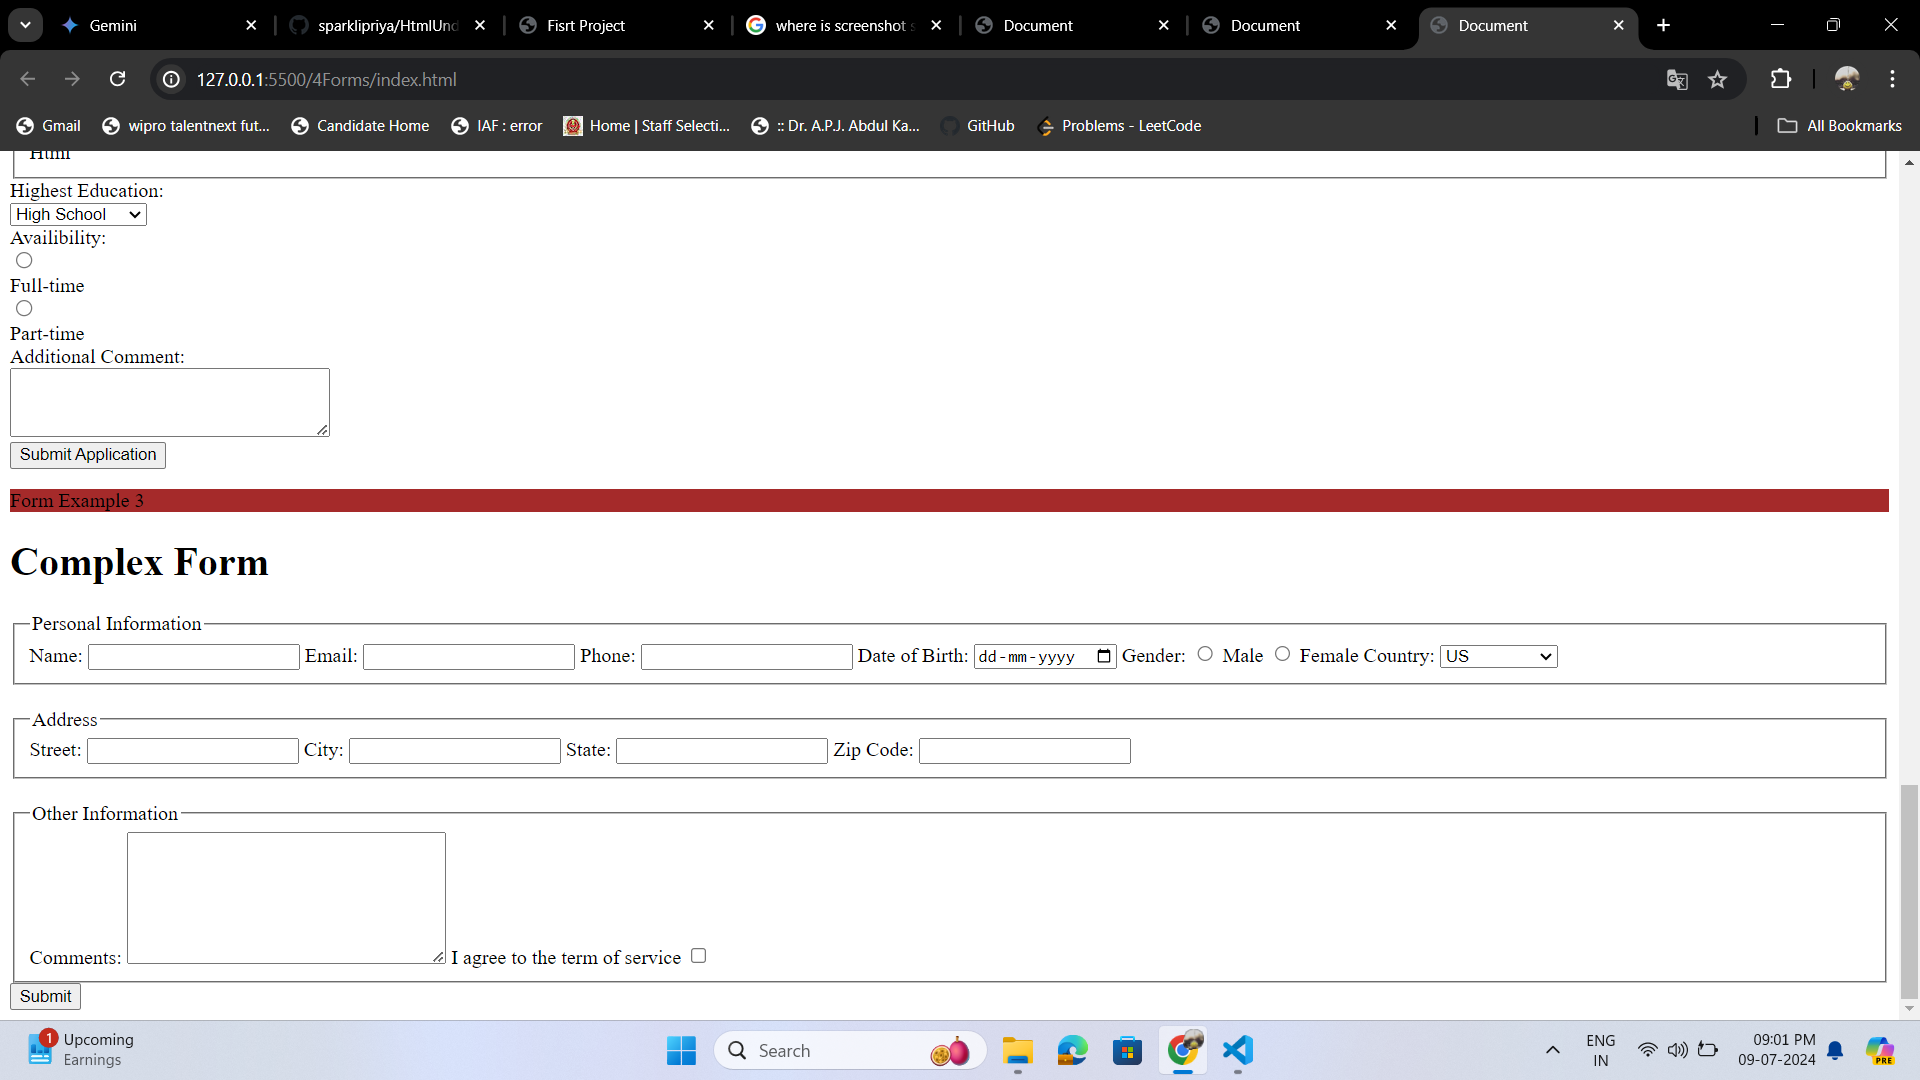 Gemini
sparklipriya/HtmlUnd
Fisrt Project
where is screenshot s
Document
Document
Document
127.0.0.1:5500/4Forms/index.html
Gmail
wipro talentnext fut...
Candidate Home
IAF : error
Home | Staff Selecti...
:: Dr. A.P.J. Abdul Ka...
GitHub
Problems - LeetCode
All Bookmarks
Html
Highest Education:
High School
Availibility:
Full-time
Part-time
Additional Comment:
Submit Application
Form Example 3
Complex Form
Personal Information
Name: Email: Phone: Date of Birth: dd-mm-yyyy Gender: Male Female Country: US
Address
Street: City: State: Zip Code:
Other Information
Comments: I agree to the term of service
Submit
1
Upcoming
Earnings
Search
ENG
IN
09:01 PM
09-07-2024
PRE